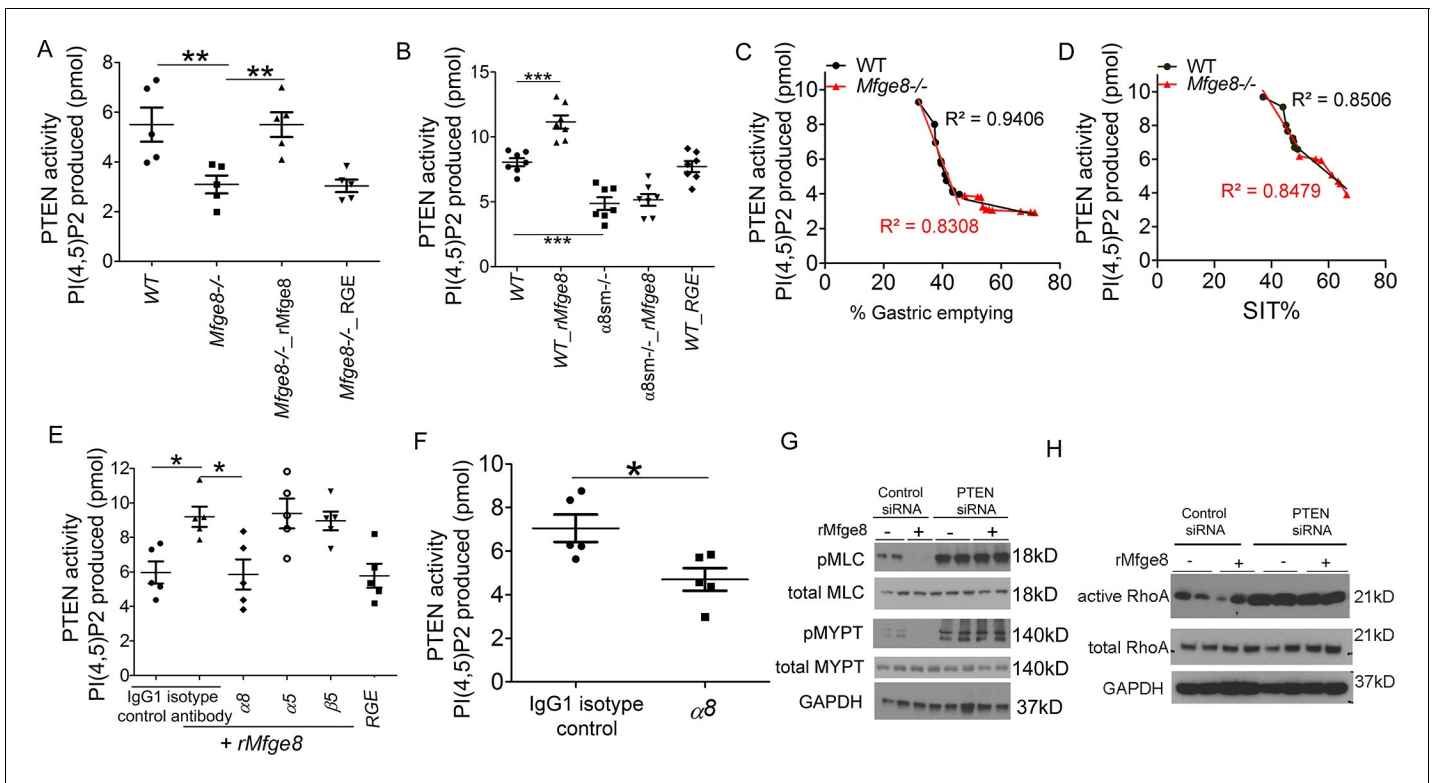 A
PTEN activity
PI(4,5)P2 produced (pmol)
8
6
4
2
0
**
**
WT
Mfge8-/-
Mfge8-/-_rMfge8
Mfge8-/-_RGE
B
PTEN activity
PI(4,5)P2 produced (pmol)
15
10
5
0
***
***
WT
WT_rMfge8
α8sm-/-
α8sm-/-_rMfge8
WT_RGE
C
PTEN activity
PI(4,5)P2 produced (pmol)
WT
Mfge8-/-
10
8
6
4
2
0
R² = 0.9406
R² = 0.8308
0 20 40 60 80
% Gastric emptying
D
PTEN activity
PI(4,5)P2 produced (pmol)
WT
Mfge8-/-
10
8
6
4
2
0
R² = 0.8506
R² = 0.8479
0 20 40 60 80
SIT%
E
PTEN activity
PI(4,5)P2 produced (pmol)
12
10
8
6
4
2
0
*
*
IgG1 isotype
control antibody
α8
α5
β5
RGE
+ rMfge8
F
PTEN activity
PI(4,5)P2 produced (pmol)
10
8
6
4
2
0
*
IgG1 isotype
control
α8
G
Control
siRNA
PTEN
siRNA
rMfge8 - + - +
pMLC 18kD
total MLC 18kD
pMYPT 140kD
total MYPT 140kD
GAPDH 37kD
H
Control
siRNA
PTEN
siRNA
rMfge8 - + - +
active RhoA 21kD
total RhoA 21kD
GAPDH 37kD